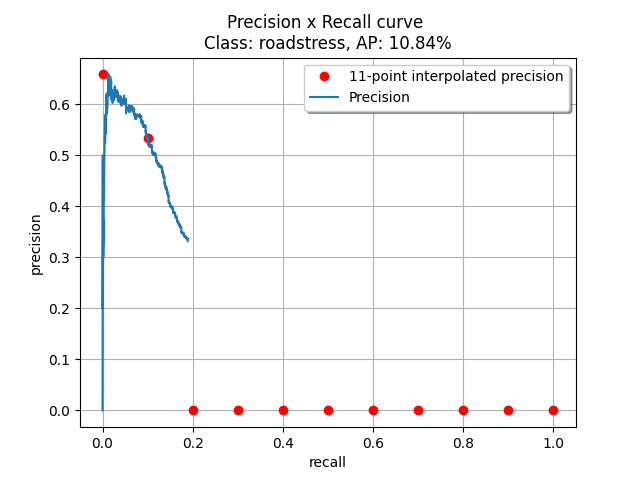 Precision x Recall curve
Class: roadstress, AP: 10.84%
11-point interpolated precision
Precision
0.6
0.5
0.4
0.3
0.2
0.1
0.0
precision
0.0 0.2 0.4 0.6 0.8 1.0
recall